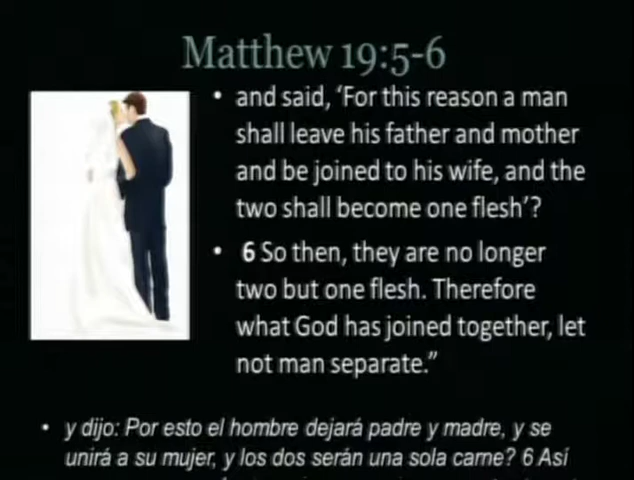 Matthew 19:5-6
• and said, ‘For this reason a man
shall leave his father and mother
and be joined to his wife, and the
two shall become one flesh’?
• 6 So then, they are no longer
two but one flesh. Therefore
what God has joined together, let
not man separate.”
• y dijo: Por esto el hombre dejará padre y madre, y se
unirá a su mujer, y los dos serán una sola carne? 6 Así